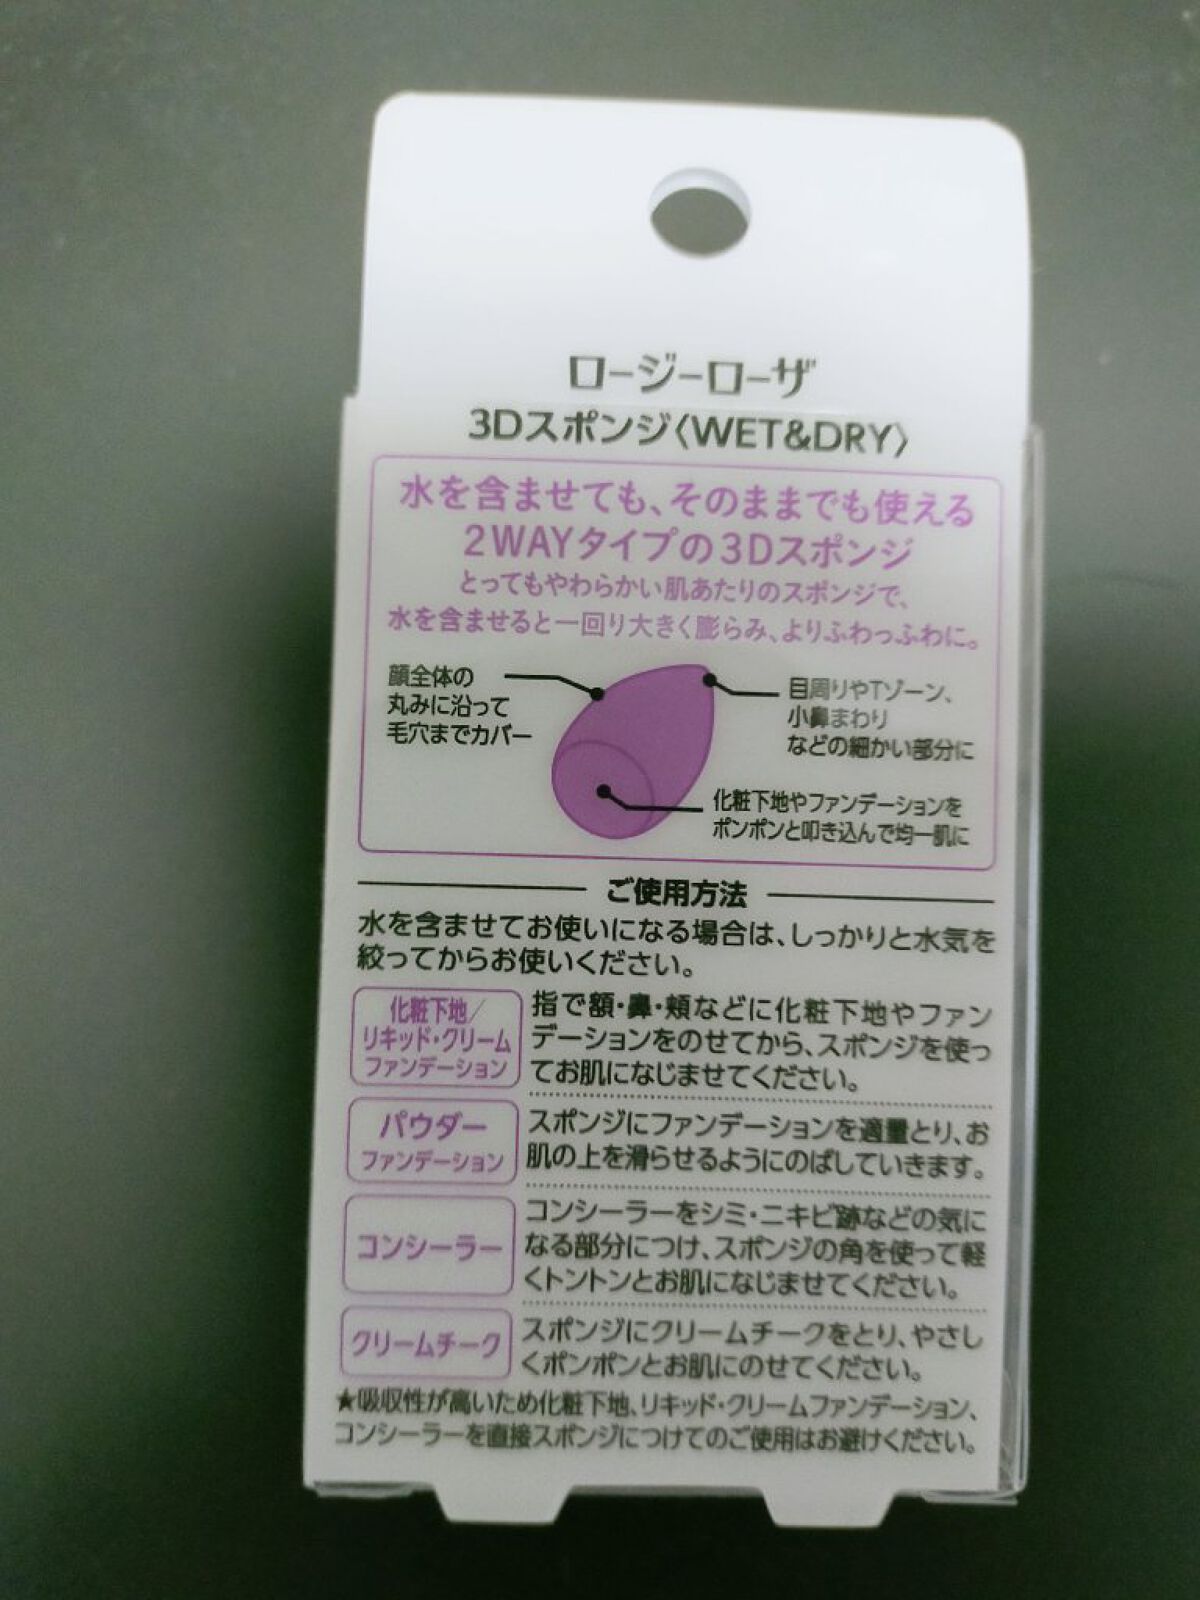 ロージーローザ
3Dスポンジ〈WET&DRY〉
水を含ませても、そのままでも使える
2WAYタイプの3Dスポンジ
とってもやわらかい肌あたりのスポンジで、
水を含ませると一回り大きく膨らみ、よりふわっふわに。
顔全体の
丸みに沿って
毛穴までカバー
目周りやTゾーン、
小鼻まわり
などの細かい部分に
化粧下地やファンデーションを
ポンポンと叩き込んで均一肌に
ご使用方法
水を含ませてお使いになる場合は、しっかりと水気を
絞ってからお使いください。
化粧下地/
リキッド・クリーム
ファンデーション
指で額・鼻・頬などに化粧下地やファン
デーションをのせてから、スポンジを使っ
てお肌になじませてください。
パウダー
ファンデーション
スポンジにファンデーションを適量とり、お
肌の上を滑らせるようにのばしていきます。
コンシーラー
コンシーラーをシミ・ニキビ跡などの気に
なる部分につけ、スポンジの角を使って軽
くトントンとお肌になじませてください。
クリームチーク
スポンジにクリームチークをとり、やさし
くポンポンとお肌にのせてください。
★吸収性が高いため化粧下地、リキッド・クリームファンデーション、
コンシーラーを直接スポンジにつけてのご使用はお避けください。